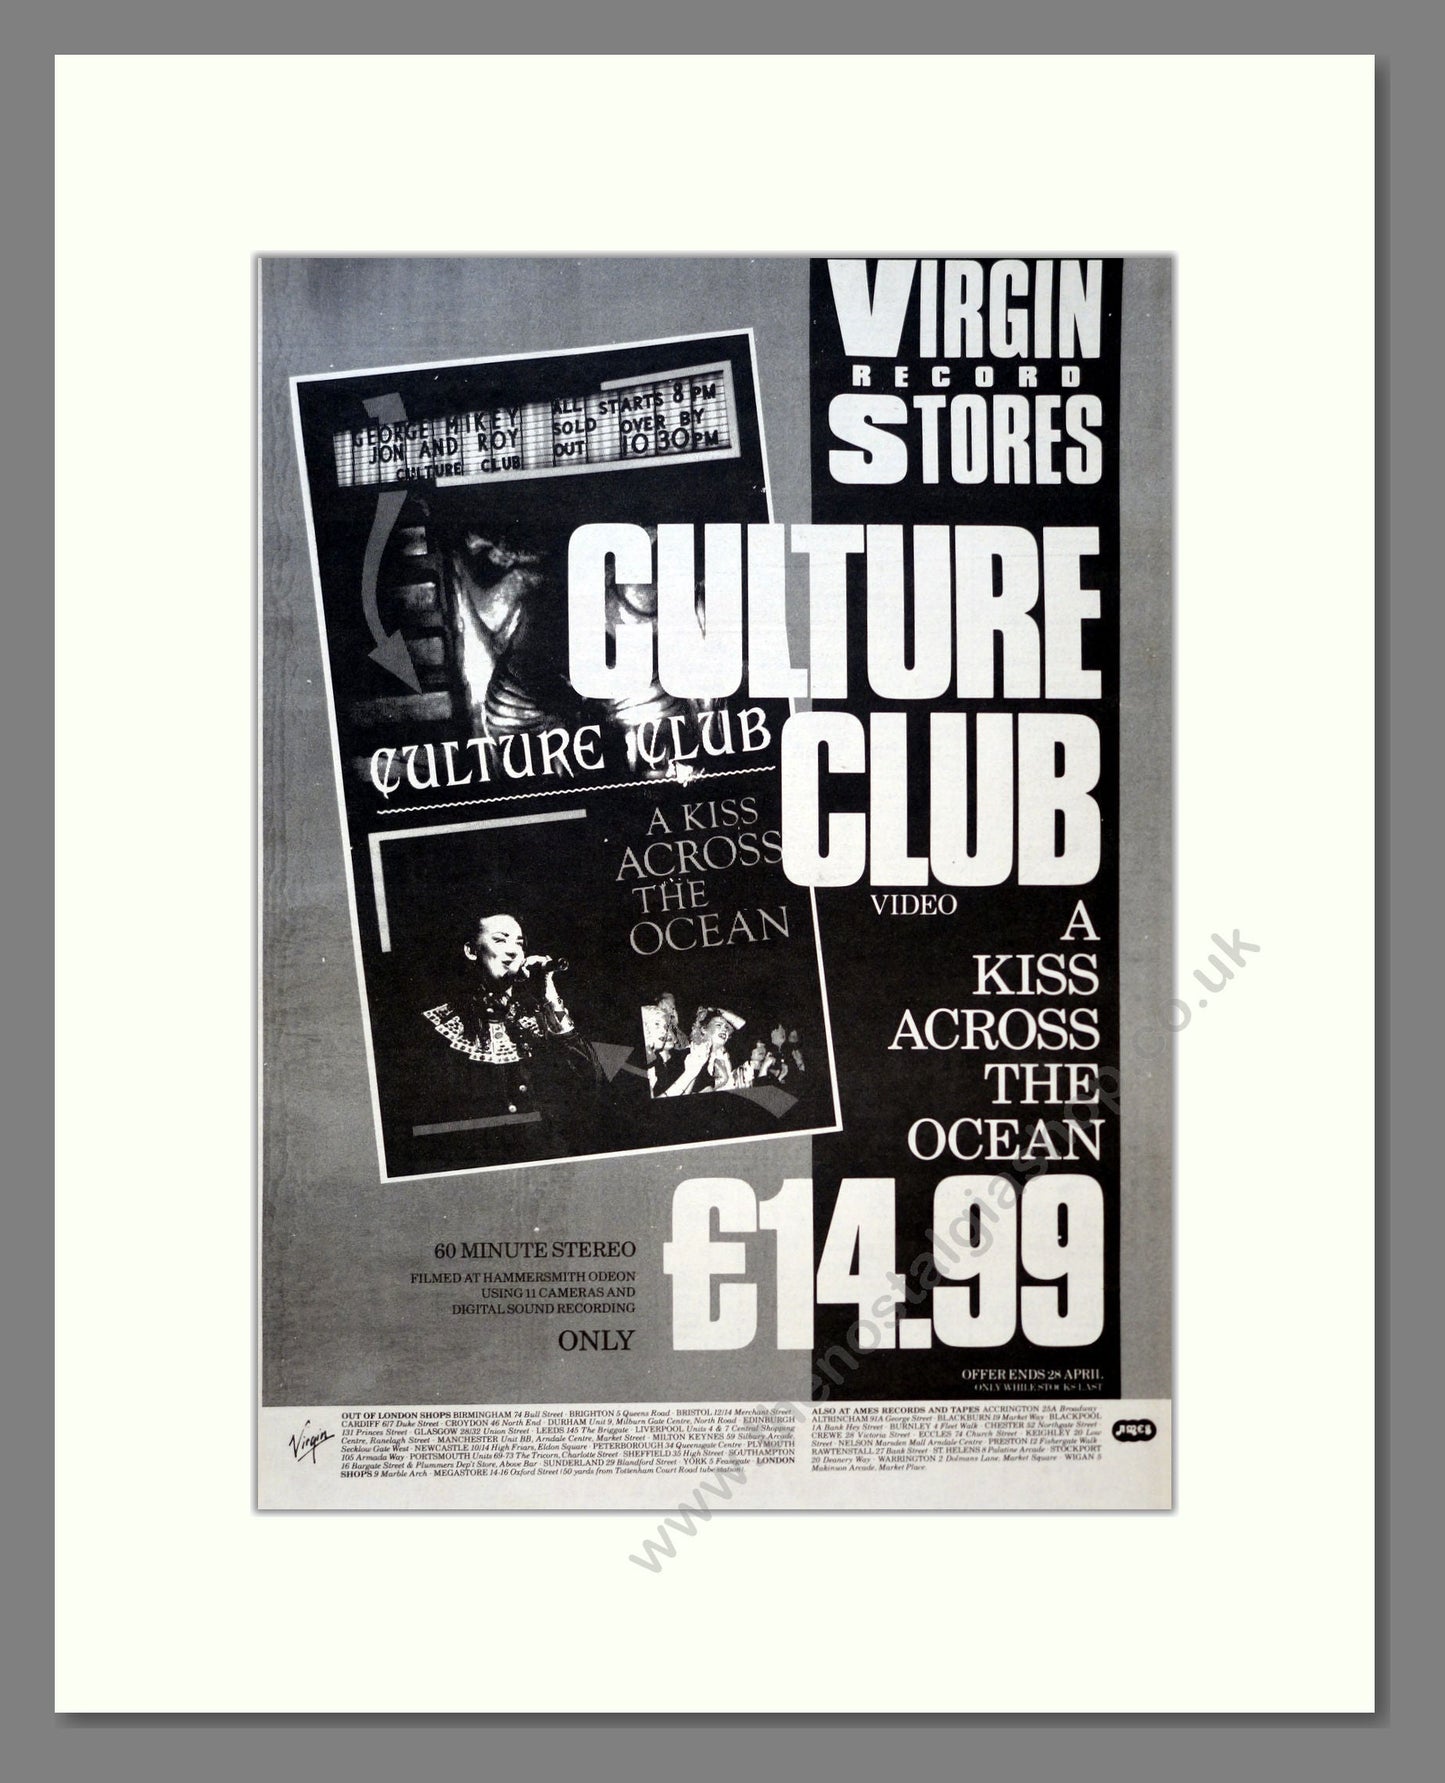 VIRGIN
RECORD
STORES
GEORGE MIKEY ALL STARTS 8 PM
JON AND ROY SOLD OVER BY
CULTURE CLUB OUT 10 30 PM
CULTURE
CLUB
CULTURE CLUB
A KISS
ACROSS
THE
OCEAN
VIDEO
A
KISS
ACROSS
THE
OCEAN
£14.99
60 MINUTE STEREO
FILMED AT HAMMERSMITH ODEON
USING 11 CAMERAS AND
DIGITAL SOUND RECORDING
ONLY
OFFER ENDS 28 APRIL
ONLY WHILE STOCKS LAST
Virgin
OUT OF LONDON SHOPS BIRMINGHAM 74 Bull Street · BRIGHTON 5 Queens Road · BRISTOL 12/14 Merchant Street
CARDIFF 6/7 Duke Street · CROYDON 46 North End · DURHAM Unit 9, Milburn Gate Centre, North Road · EDINBURGH
131 Princes Street · GLASGOW 28/32 Union Street · LEEDS 145 The Briggate · LIVERPOOL Units 4 & 7 Central Shopping
Centre, Ranelagh Street · MANCHESTER Unit BB, Arndale Centre, Market Street · MILTON KEYNES 59 Silbury Arcade,
Secklow Gate West · NEWCASTLE 10/14 High Friars, Eldon Square · PETERBOROUGH 34 Queensgate Centre · PLYMOUTH
105 Armada Way · PORTSMOUTH Units 69-73 The Tricorn, Charlotte Street · SHEFFIELD 35 High Street · SOUTHAMPTON
16 Bargate Street & Plummers Dep't Store, Above Bar · SUNDERLAND 29 Blandford Street · YORK 5 Feasegate · LONDON
SHOPS 9 Marble Arch · MEGASTORE 14-16 Oxford Street (50 yards from Tottenham Court Road tube station)
ALSO AT AMES RECORDS AND TAPES ACCRINGTON 25A Broadway
ALTRINCHAM 91A George Street · BLACKBURN 19 Market Way · BLACKPOOL
1A Bank Hey Street · BURNLEY 4 Fleet Walk · CHESTER 52 Northgate Street ·
CREWE 28 Victoria Street · ECCLES 74 Church Street · KEIGHLEY 20 Low
Street · NELSON Marsden Mall Arndale Centre · PRESTON 12 Fishergate Walk
RAWTENSTALL 27 Bank Street · ST. HELENS 8 Palatine Arcade · STOCKPORT
20 Deanery Way · WARRINGTON 2 Dolmans Lane, Market Square · WIGAN 5
Makinson Arcade, Market Place.
AMES
www.thenostalgiashop.co.uk